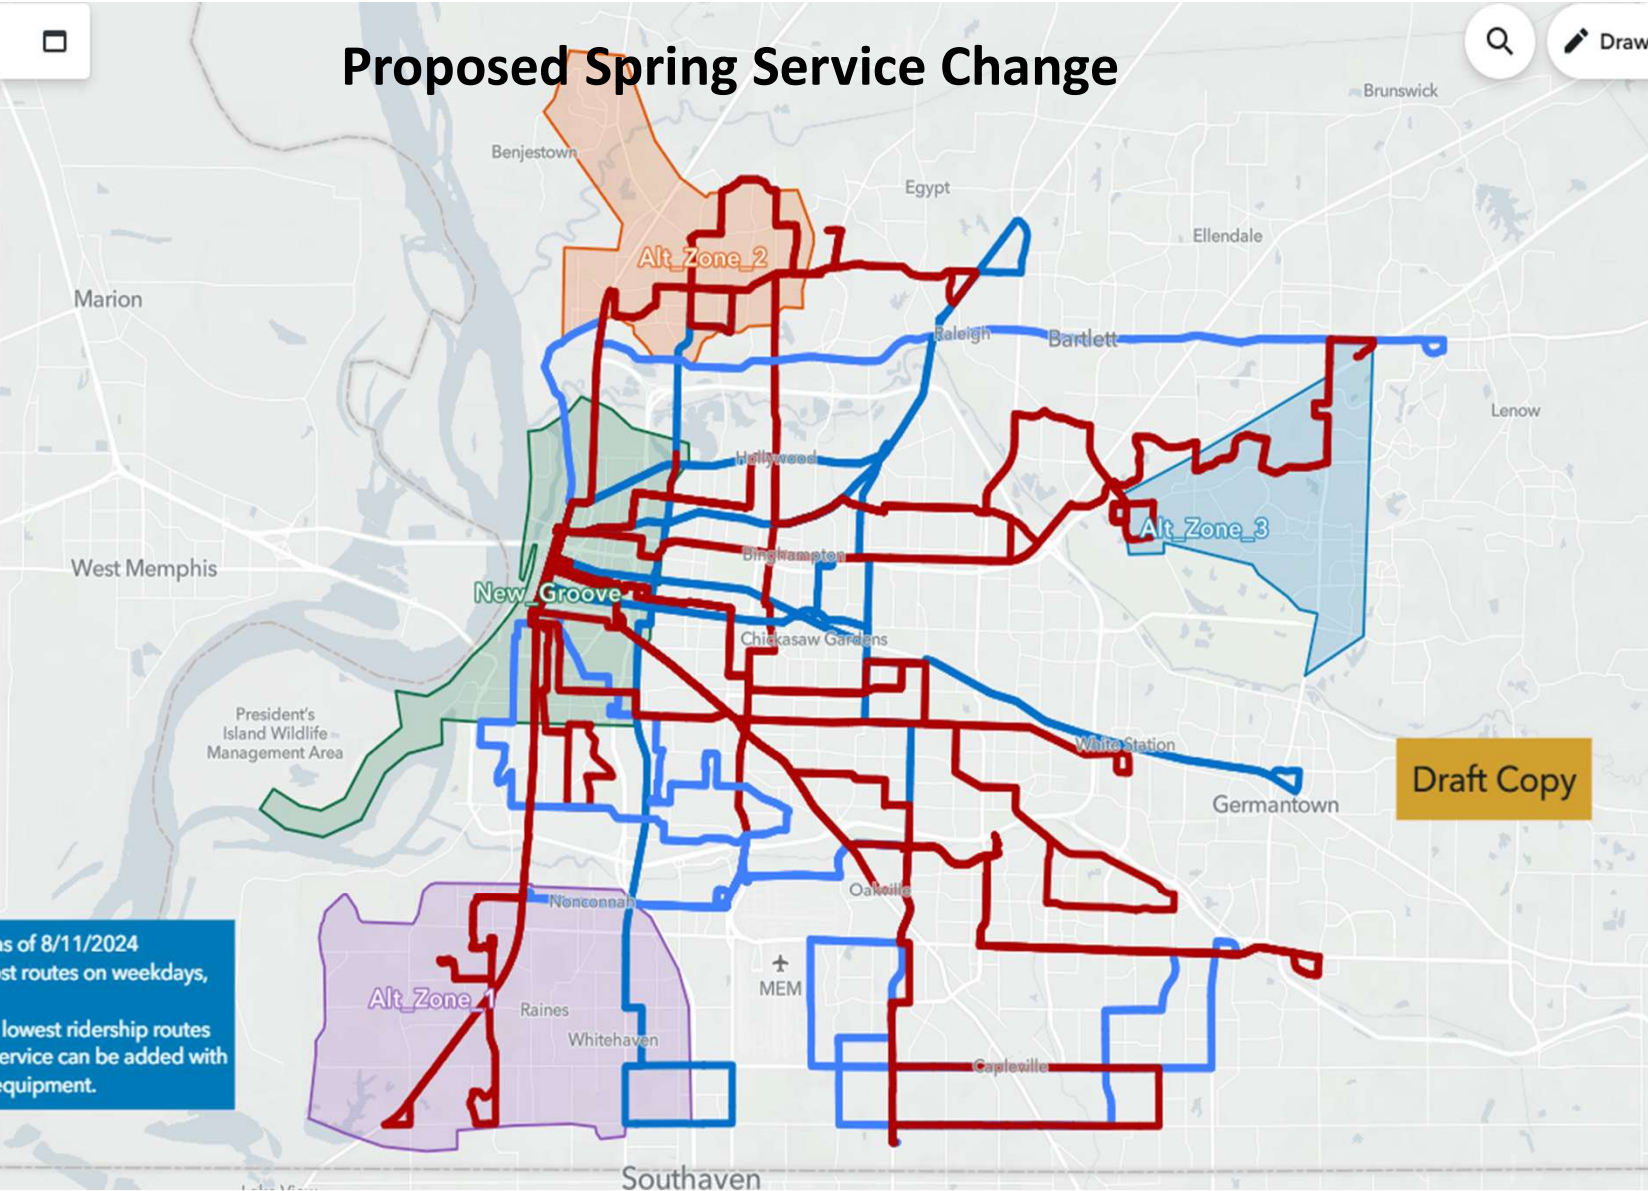 Proposed Spring Service Change
Draw
Brunswick
Benjestown
Egypt
Ellendale
Alt_Zone_2
Marion
Raleigh
Bartlett
Lenow
Hollywood
Alt_Zone_3
Binghampton
West Memphis
New_Groove
Chickasaw Gardens
President's
Island Wildlife
Management Area
White Station
Draft Copy
Germantown
Oakville
Nonconnah
as of 8/11/2024
st routes on weekdays,
lowest ridership routes
ervice can be added with
equipment.
MEM
Alt_Zone_1
Raines
Whitehaven
Capleville
Southaven